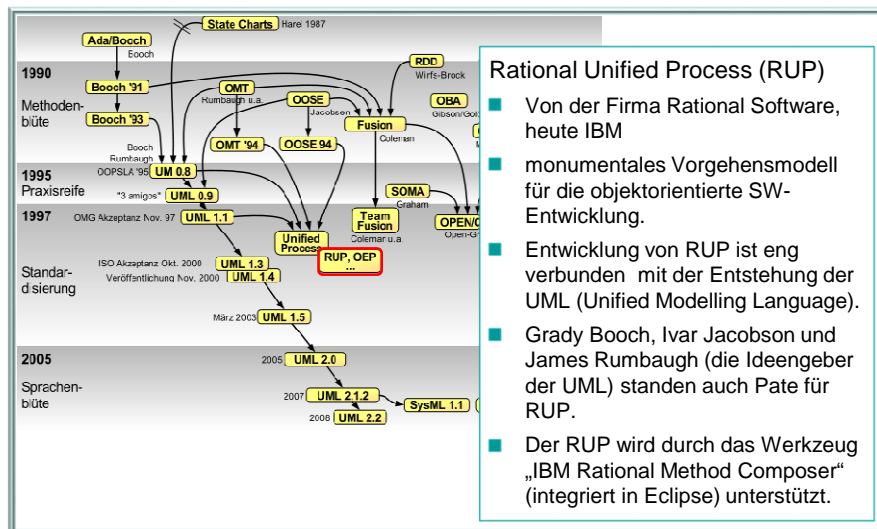 State Charts Harel 1987
Ada/Booch
Booch
1990
Methoden-
blüte
Booch '91
Booch '93
OMT
Rumbaugh u.a.
OOSE
Jacobson
RDD
Wirfs-Brock
OBA
Fusion
Coleman
OMT '94
OOSE 94
Booch
Rumbaugh
1995
Praxisreife
OOPSLA '95 UM 0.8
"3 amigos" UML 0.9
SOMA
Graham
1997
OMG Akzeptanz Nov. 97 UML 1.1
Team
Fusion
Coleman u.a.
Unified
Process
RUP, OEP
...
Standar-
disierung
ISO Akzeptanz Okt. 2000 UML 1.3
Veröffentlichung Nov. 2000 UML 1.4
März 2003 UML 1.5
2005
Sprachen-
blüte
2005 UML 2.0
2007 UML 2.1.2
SysML 1.1
2008 UML 2.2
Rational Unified Process (RUP)
Von der Firma Rational Software,
heute IBM
monumentales Vorgehensmodell
für die objektorientierte SW-
Entwicklung.
Entwicklung von RUP ist eng
verbunden mit der Entstehung der
UML (Unified Modelling Language).
Grady Booch, Ivar Jacobson und
James Rumbaugh (die Ideengeber
der UML) standen auch Pate für
RUP.
Der RUP wird durch das Werkzeug
„IBM Rational Method Composer“
(integriert in Eclipse) unterstützt.